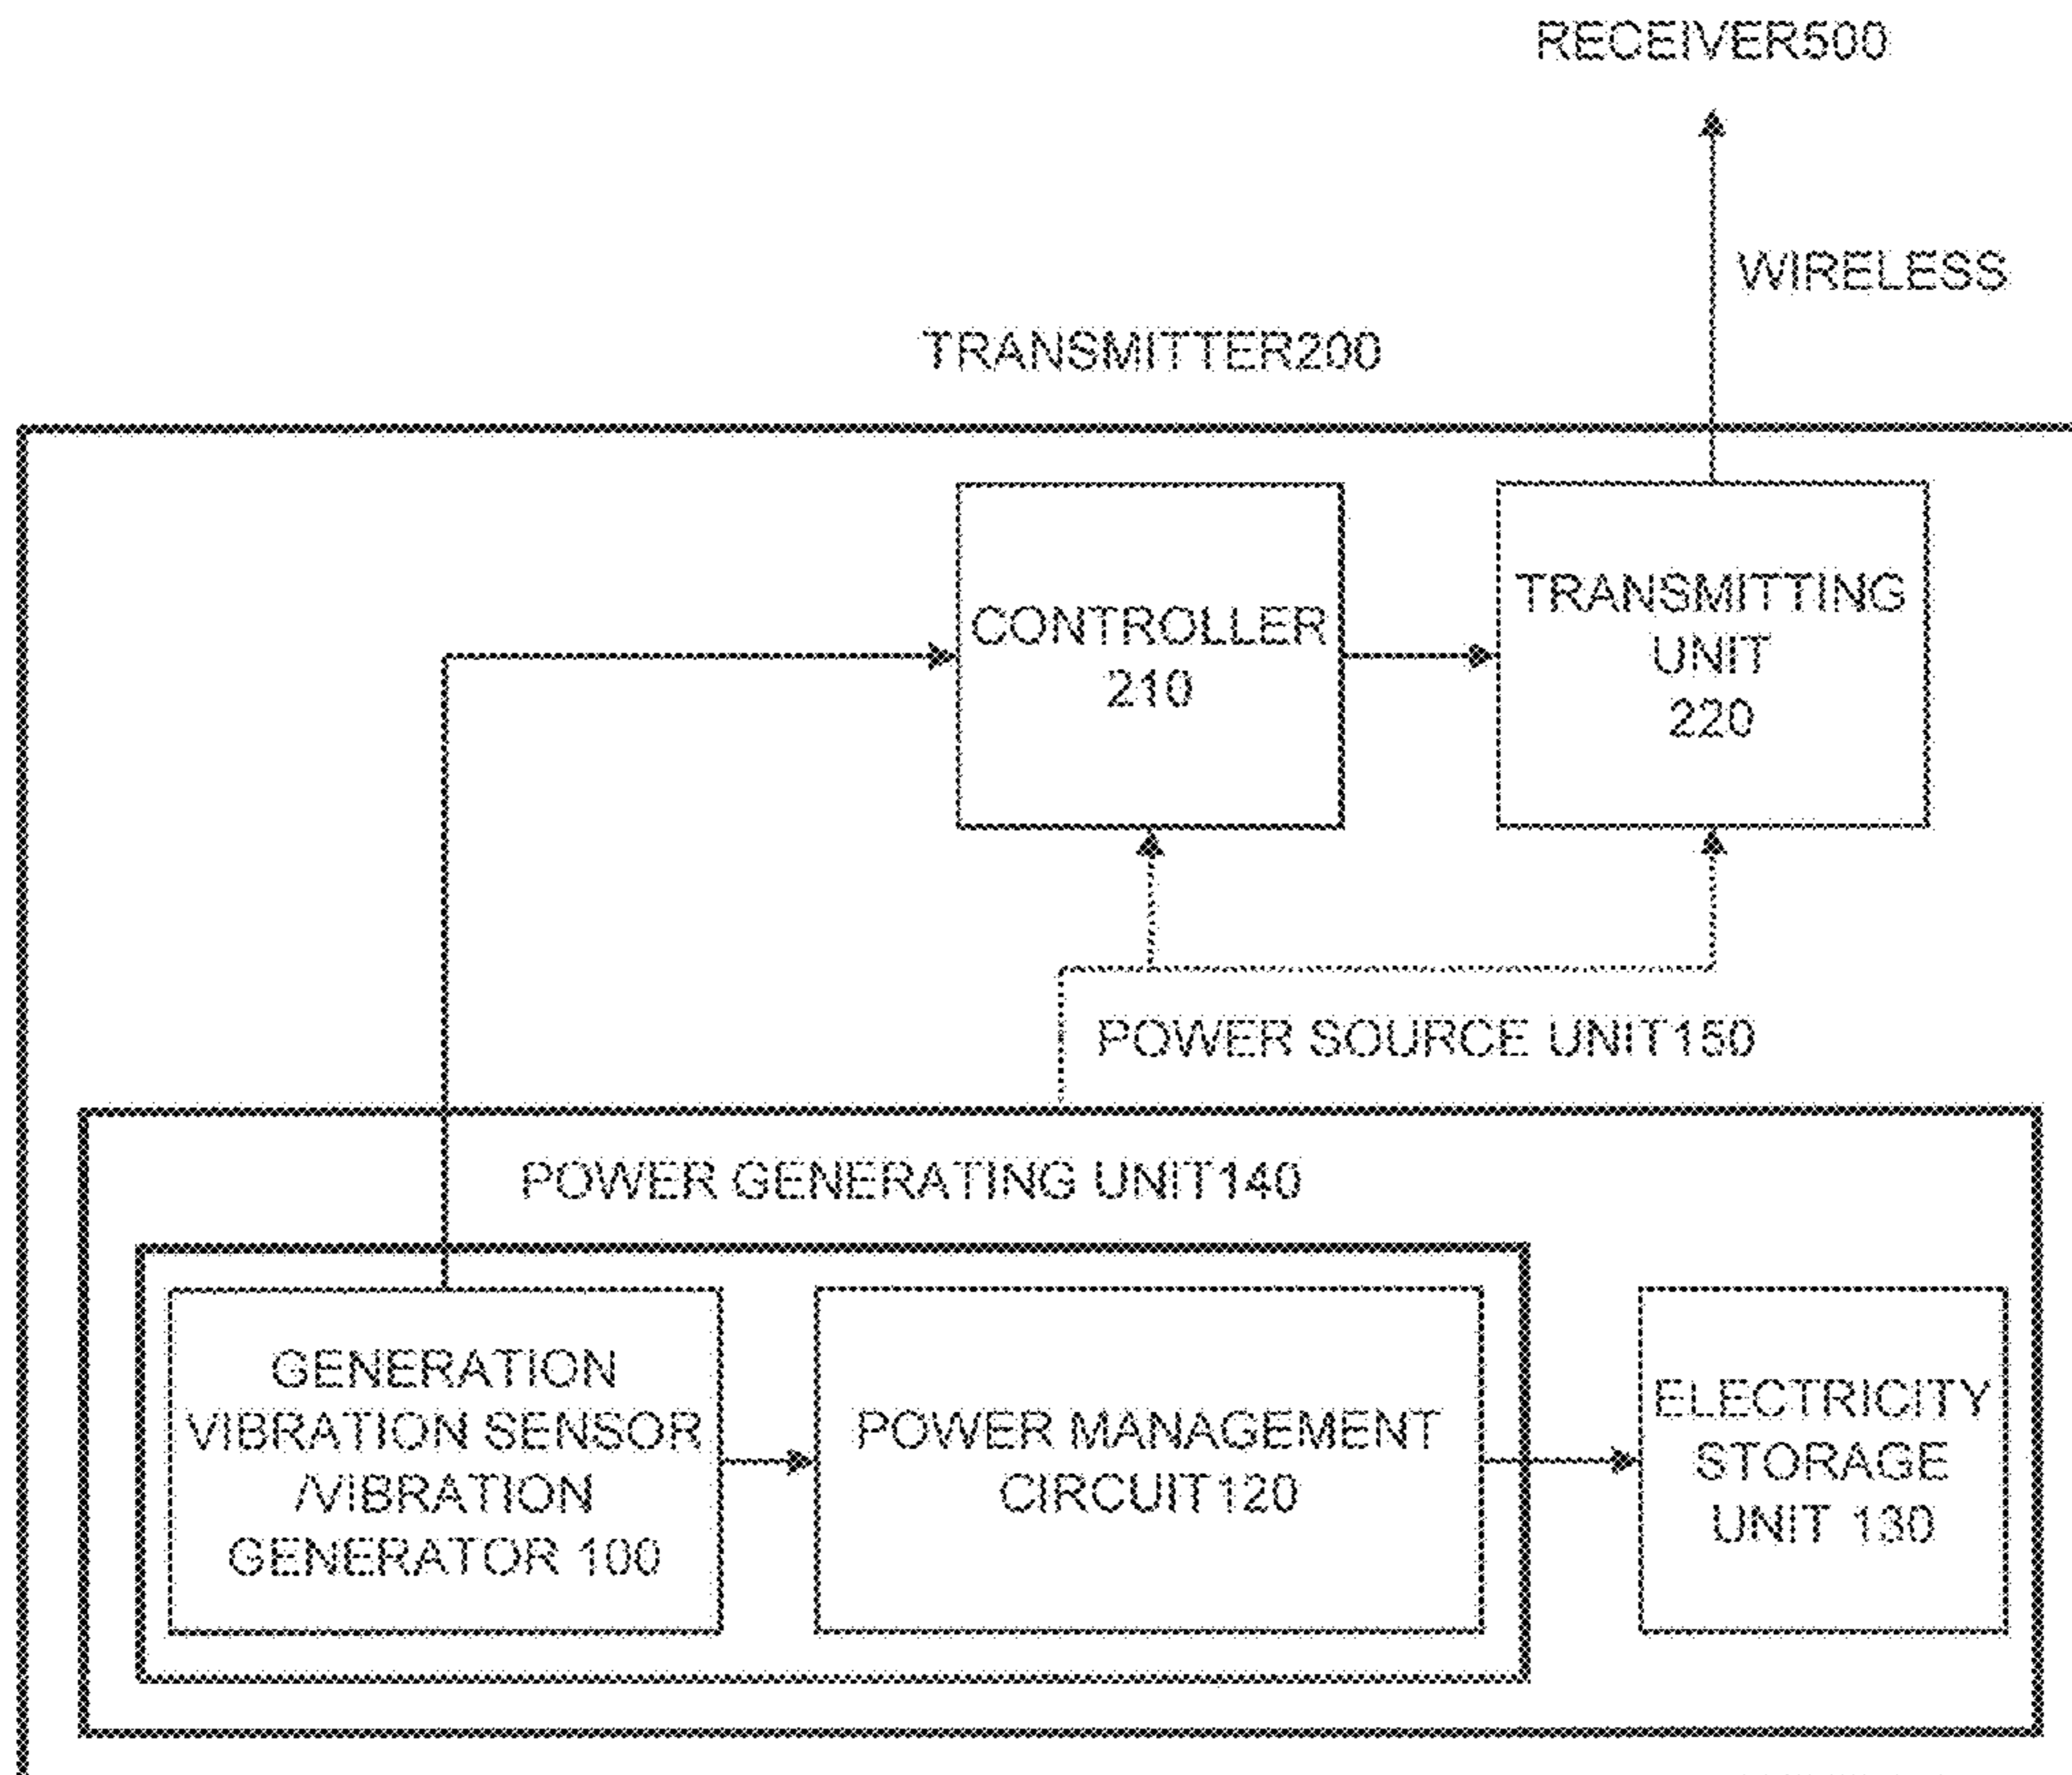 RECEIVER500
WIRELESS
TRANSMITTER200
CONTROLLER
210
TRANSMITTING
UNIT
220
POWER SOURCE UNIT150
POWER GENERATING UNIT140
GENERATION
VIBRATION SENSOR
/VIBRATION
GENERATOR 100
POWER MANAGEMENT
CIRCUIT120
ELECTRICITY
STORAGE
UNIT 130